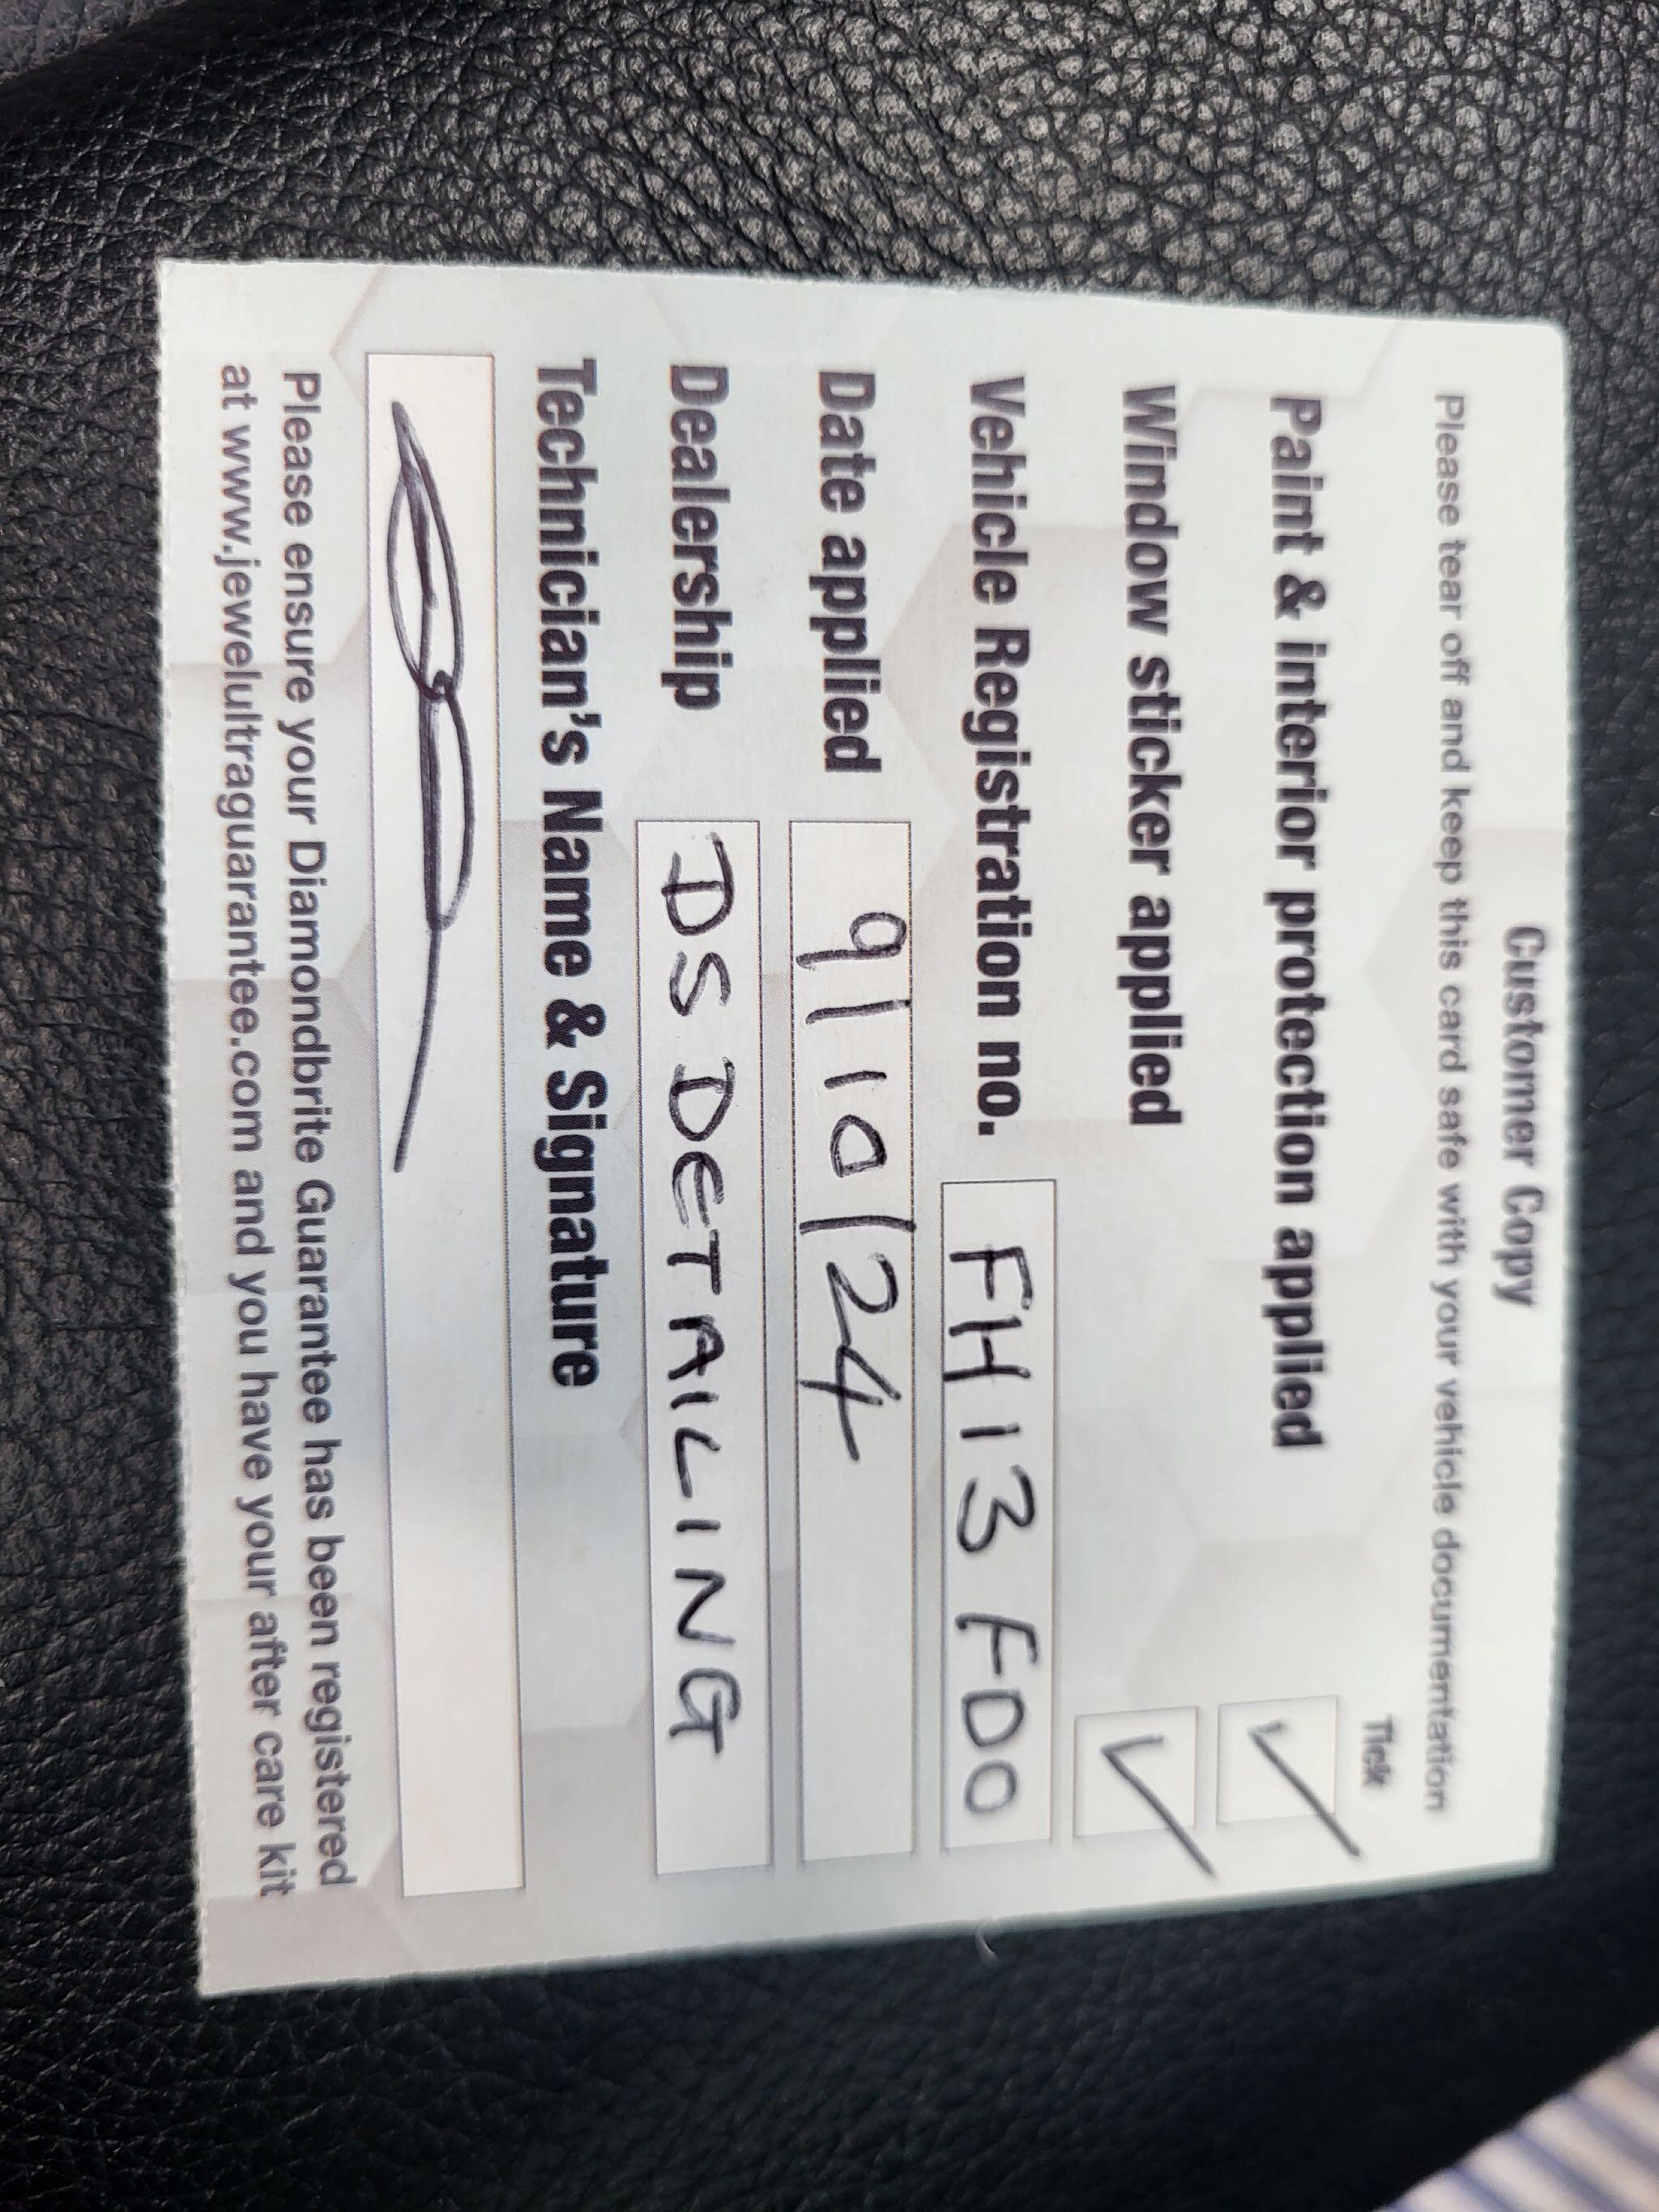 Customer Copy
Please tear off and keep this card safe with your vehicle documentation
Tick
Paint & interior protection applied ✓
Window sticker applied ✓
Vehicle Registration no. FH13 FDO
Date applied 9/10/24
Dealership DS DETAILING
Technician's Name & Signature
Please ensure your Diamondbrite Guarantee has been registered
at www.jewelultraguarantee.com and you have your after care kit